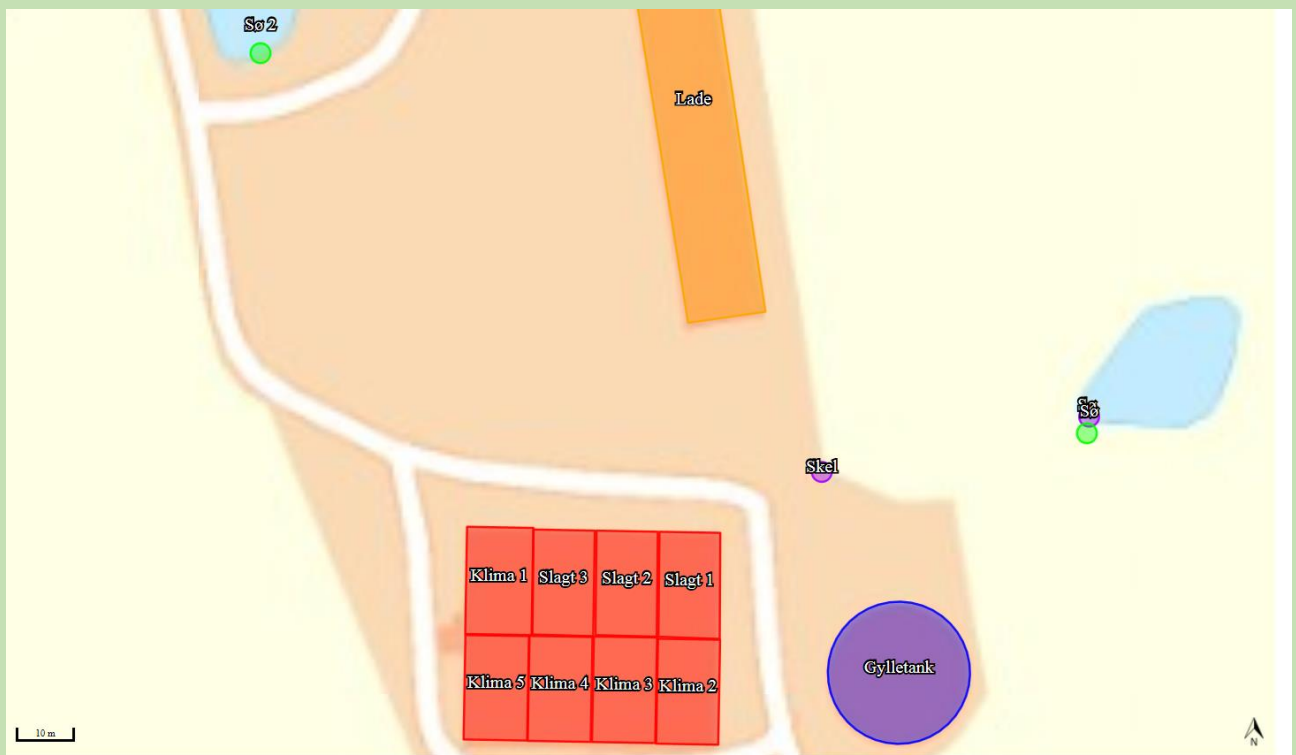 Sø 2
Lade
Sø
Skel
Klima 1
Slagt 3
Slagt 2
Slagt 1
Klima 5
Klima 4
Klima 3
Klima 2
Gylletank
10 m
N